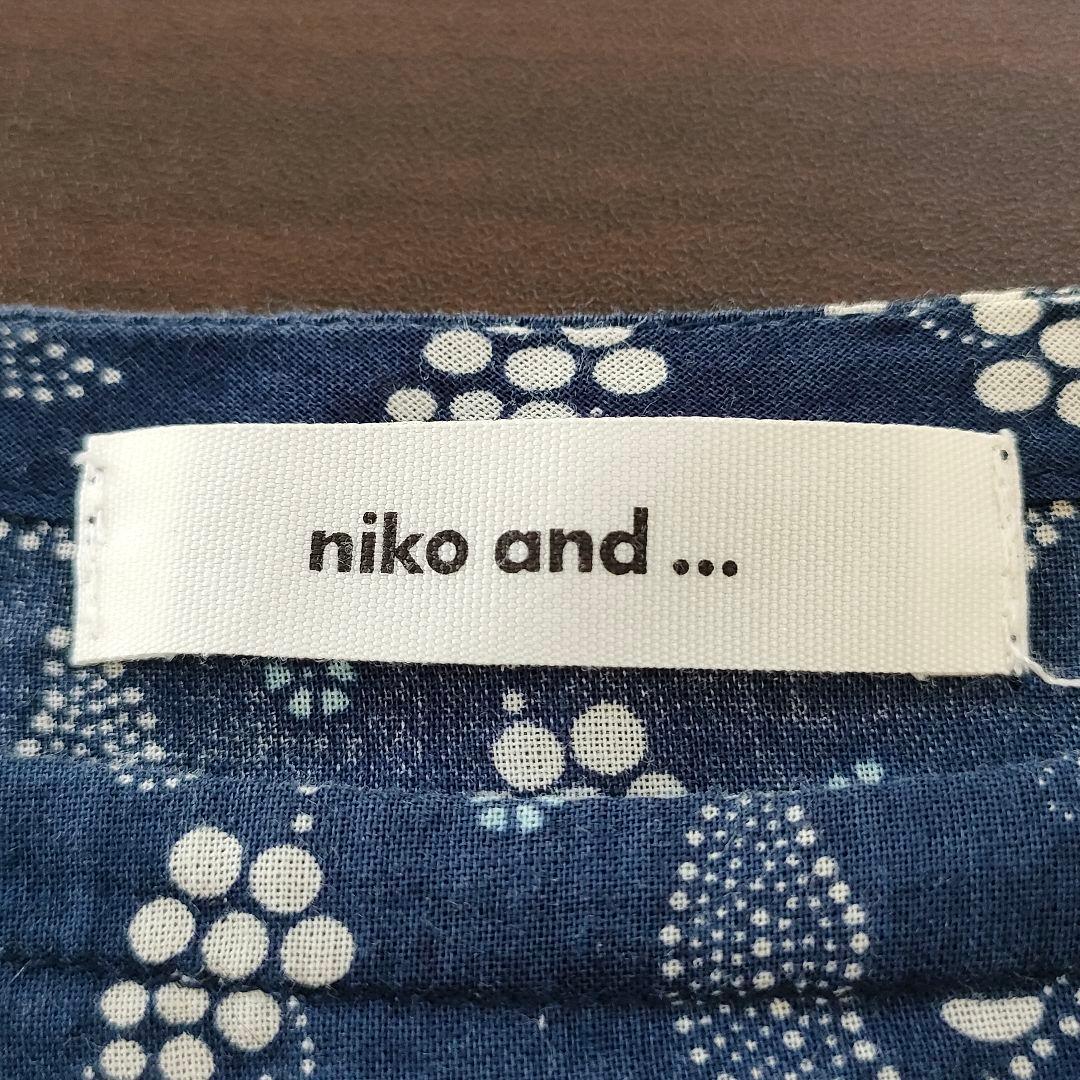 niko and ...